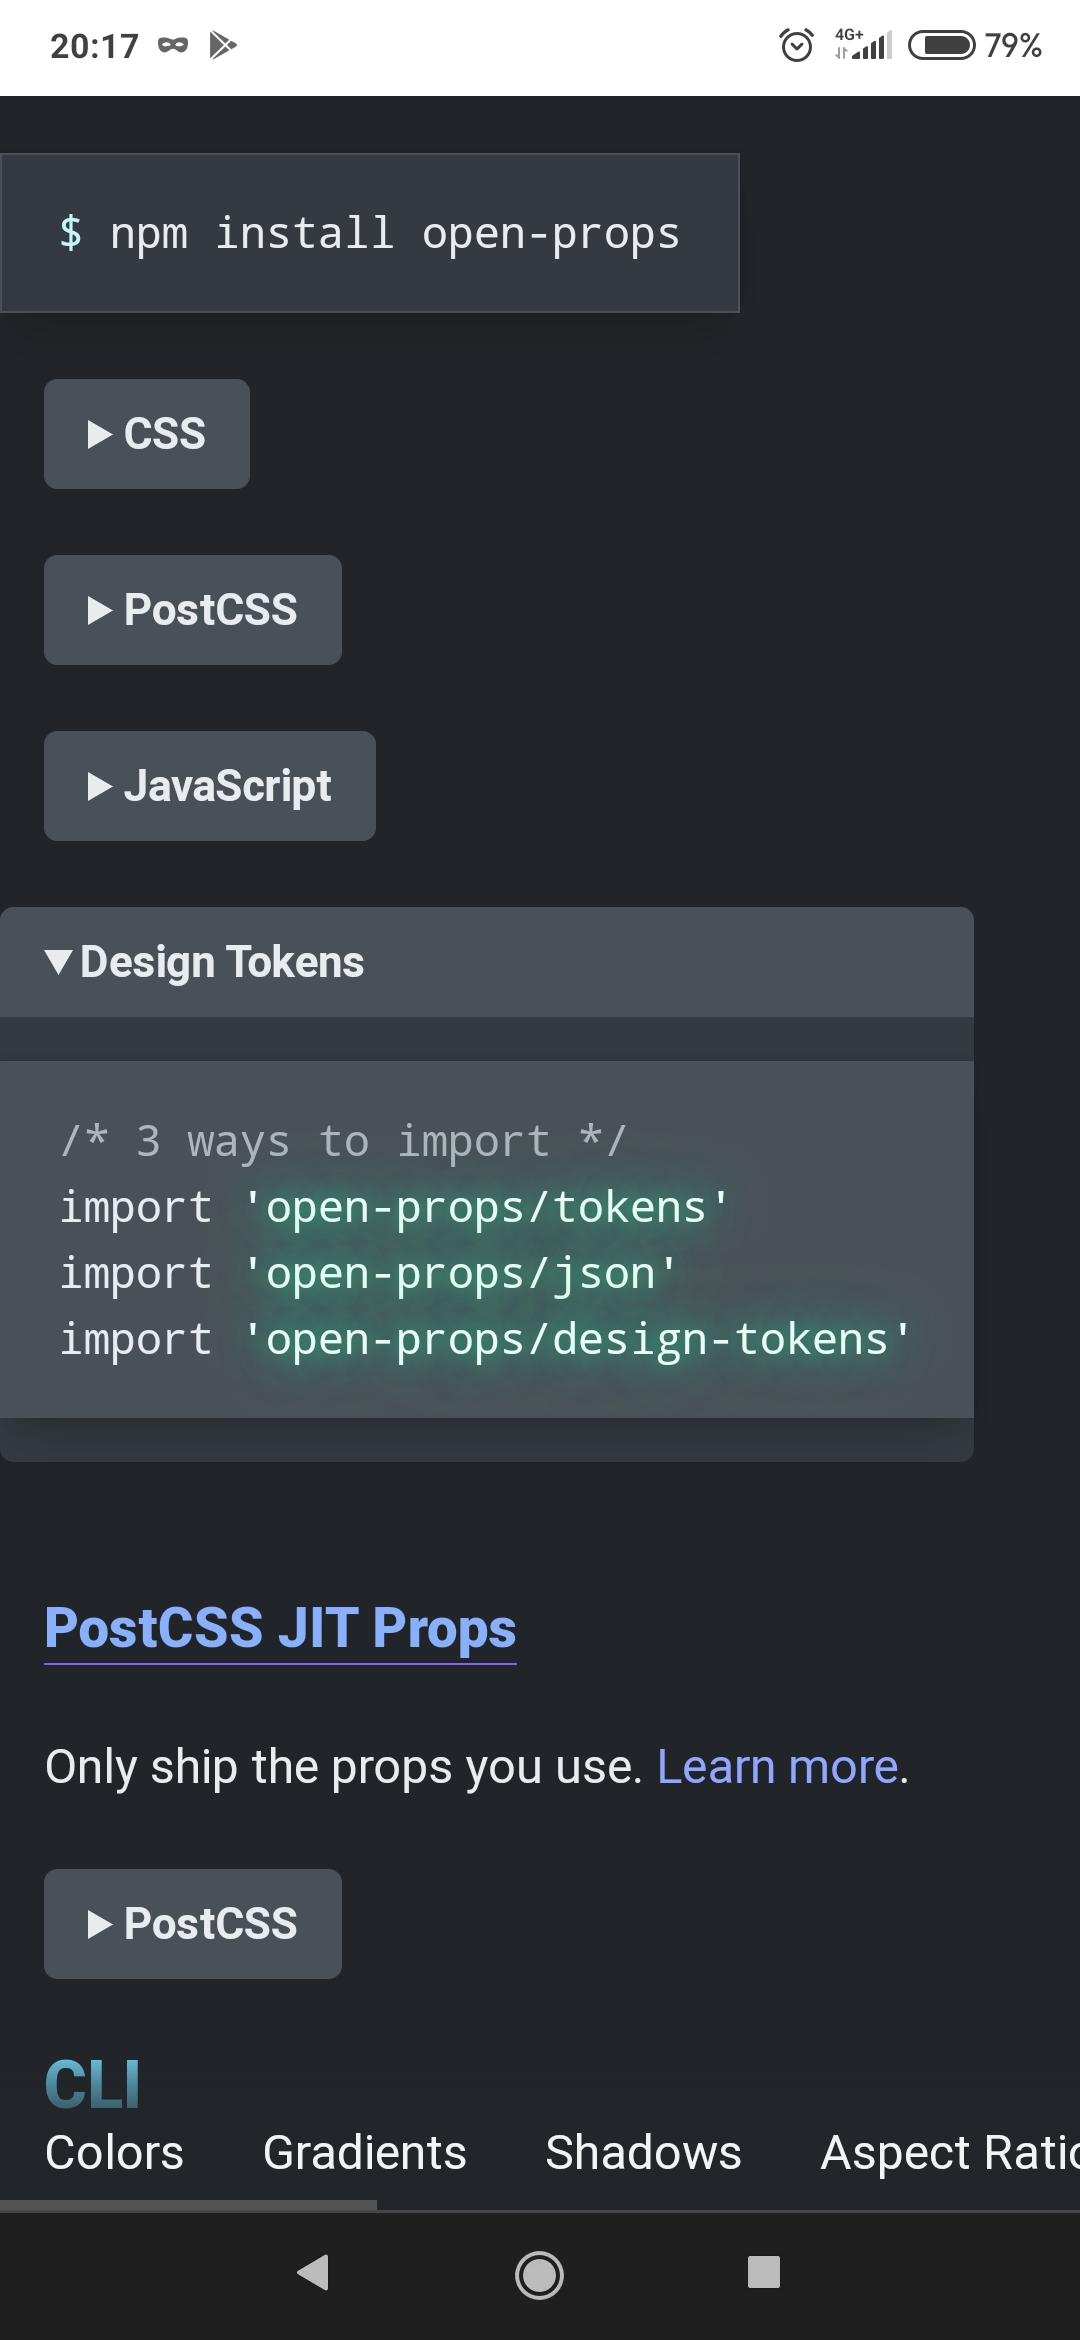 20:17 4G+ 79%
$ npm install open-props
CSS
PostCSS
JavaScript
Design Tokens
/* 3 ways to import */
import 'open-props/tokens'
import 'open-props/json'
import 'open-props/design-tokens'
PostCSS JIT Props
Only ship the props you use. Learn more.
PostCSS
CLI
Colors Gradients Shadows Aspect